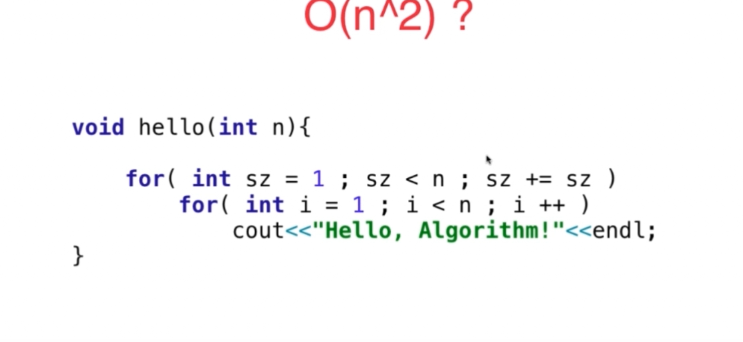 O(n^2) ?
void hello(int n){
for( int sz = 1 ; sz < n ; sz += sz )
for( int i = 1 ; i < n ; i ++ )
cout<<"Hello, Algorithm!"<<endl;
}